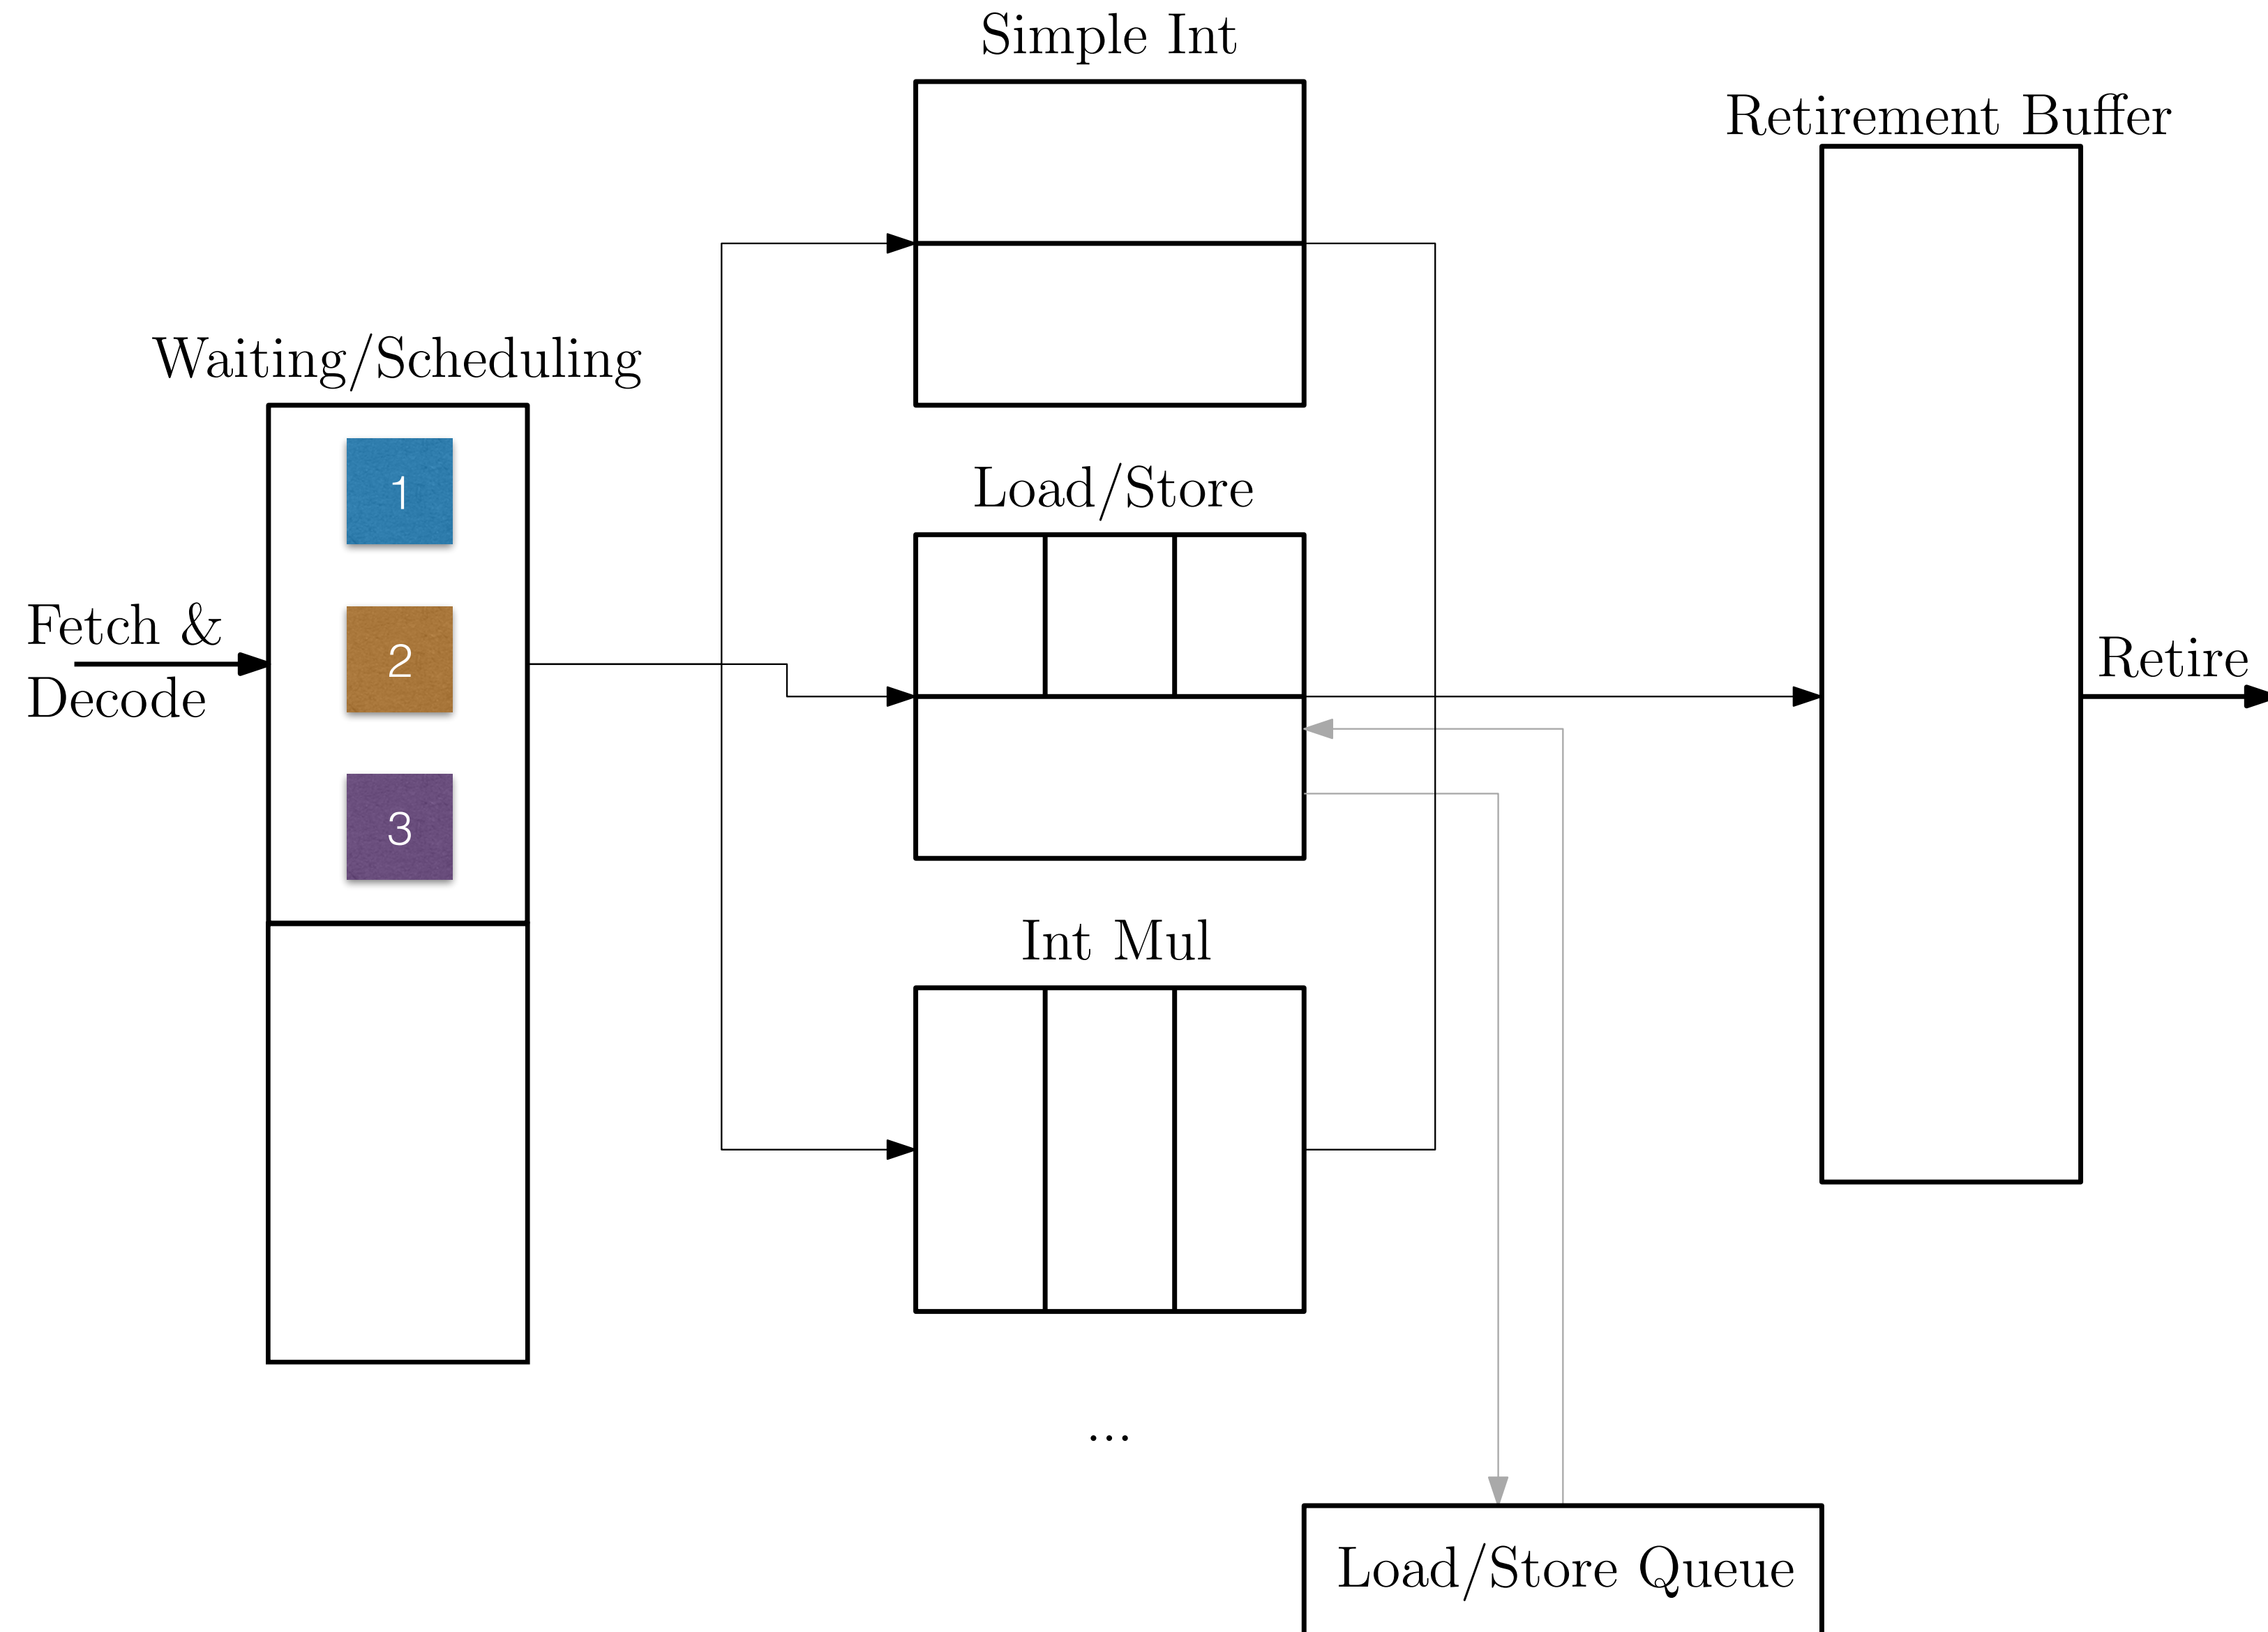 Simple Int
Retirement Buffer
Waiting/Scheduling
1
Load/Store
Fetch &
2
Retire
Decode
3
Int Mul
...
Load/Store Queue